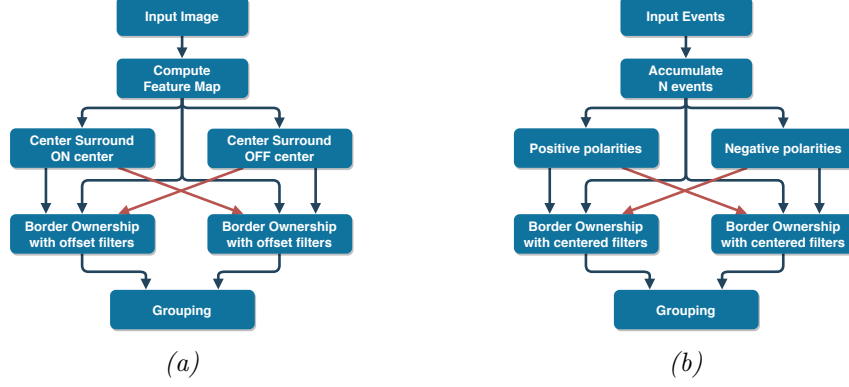 Input Image
Compute
Feature Map
Center Surround
ON center
Center Surround
OFF center
Border Ownership
with offset filters
Border Ownership
with offset filters
Grouping
(a)
Input Events
Accumulate
N events
Positive polarities
Negative polarities
Border Ownership
with centered filters
Border Ownership
with centered filters
Grouping
(b)